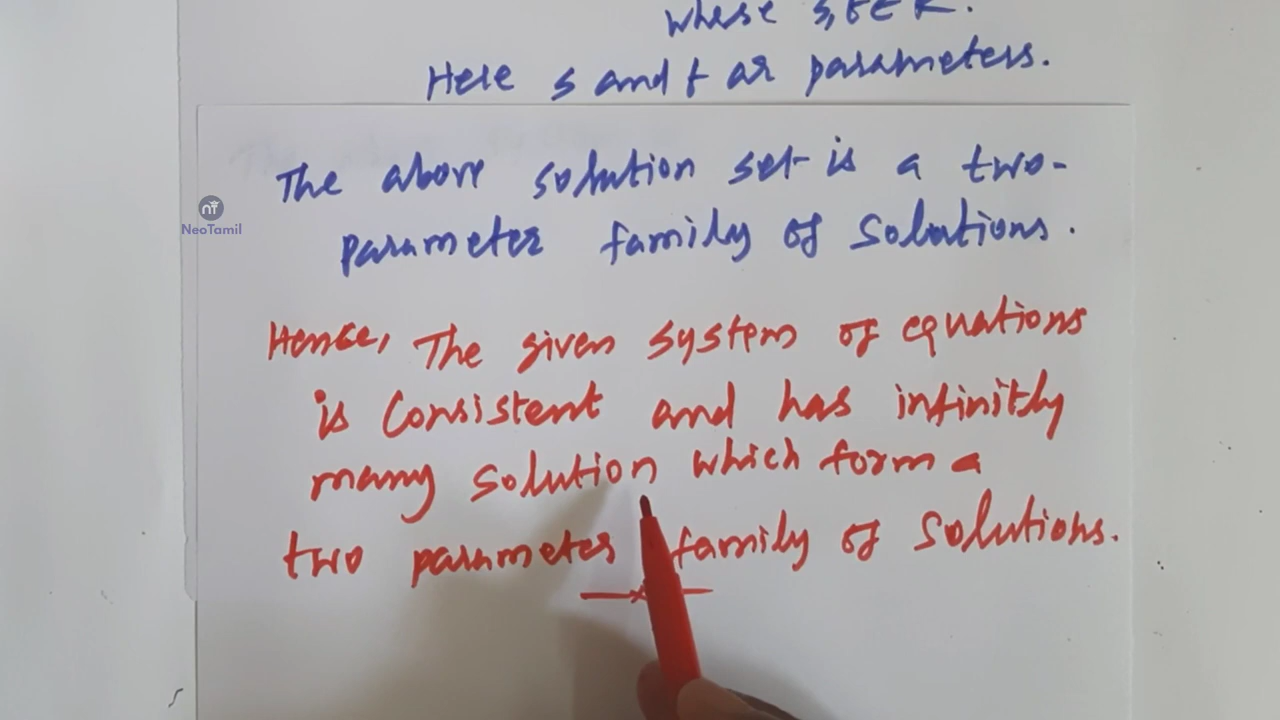 where s,t ∈ R.
Here s and t ar parameters.
The above solution set is a two-
parameter family of solutions.
NeoTamil
Hence, The given system of equations
is consistent and has infinitly
many solution which form a
two parameter family of solutions.